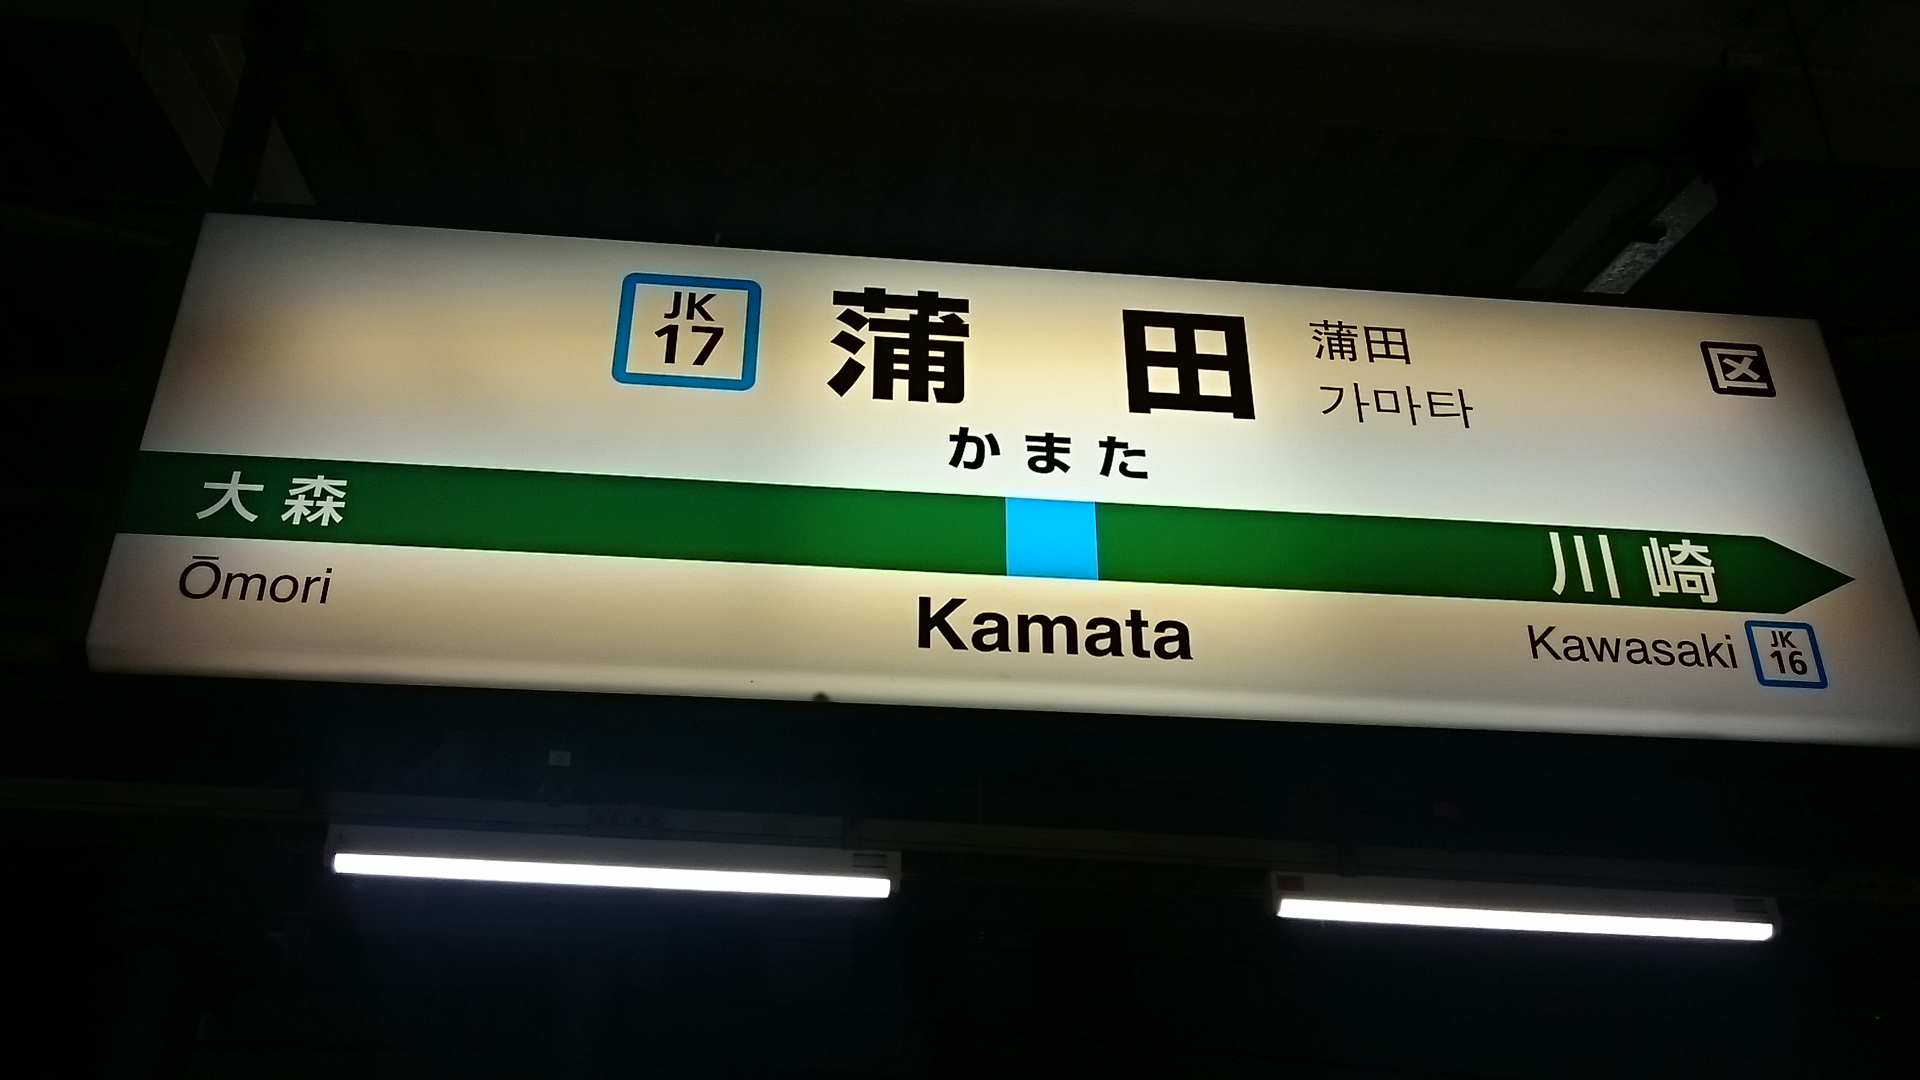 JK
17
蒲田
蒲田
가마타
区
かまた
大森
川崎
Ōmori
Kamata
Kawasaki
JK
16